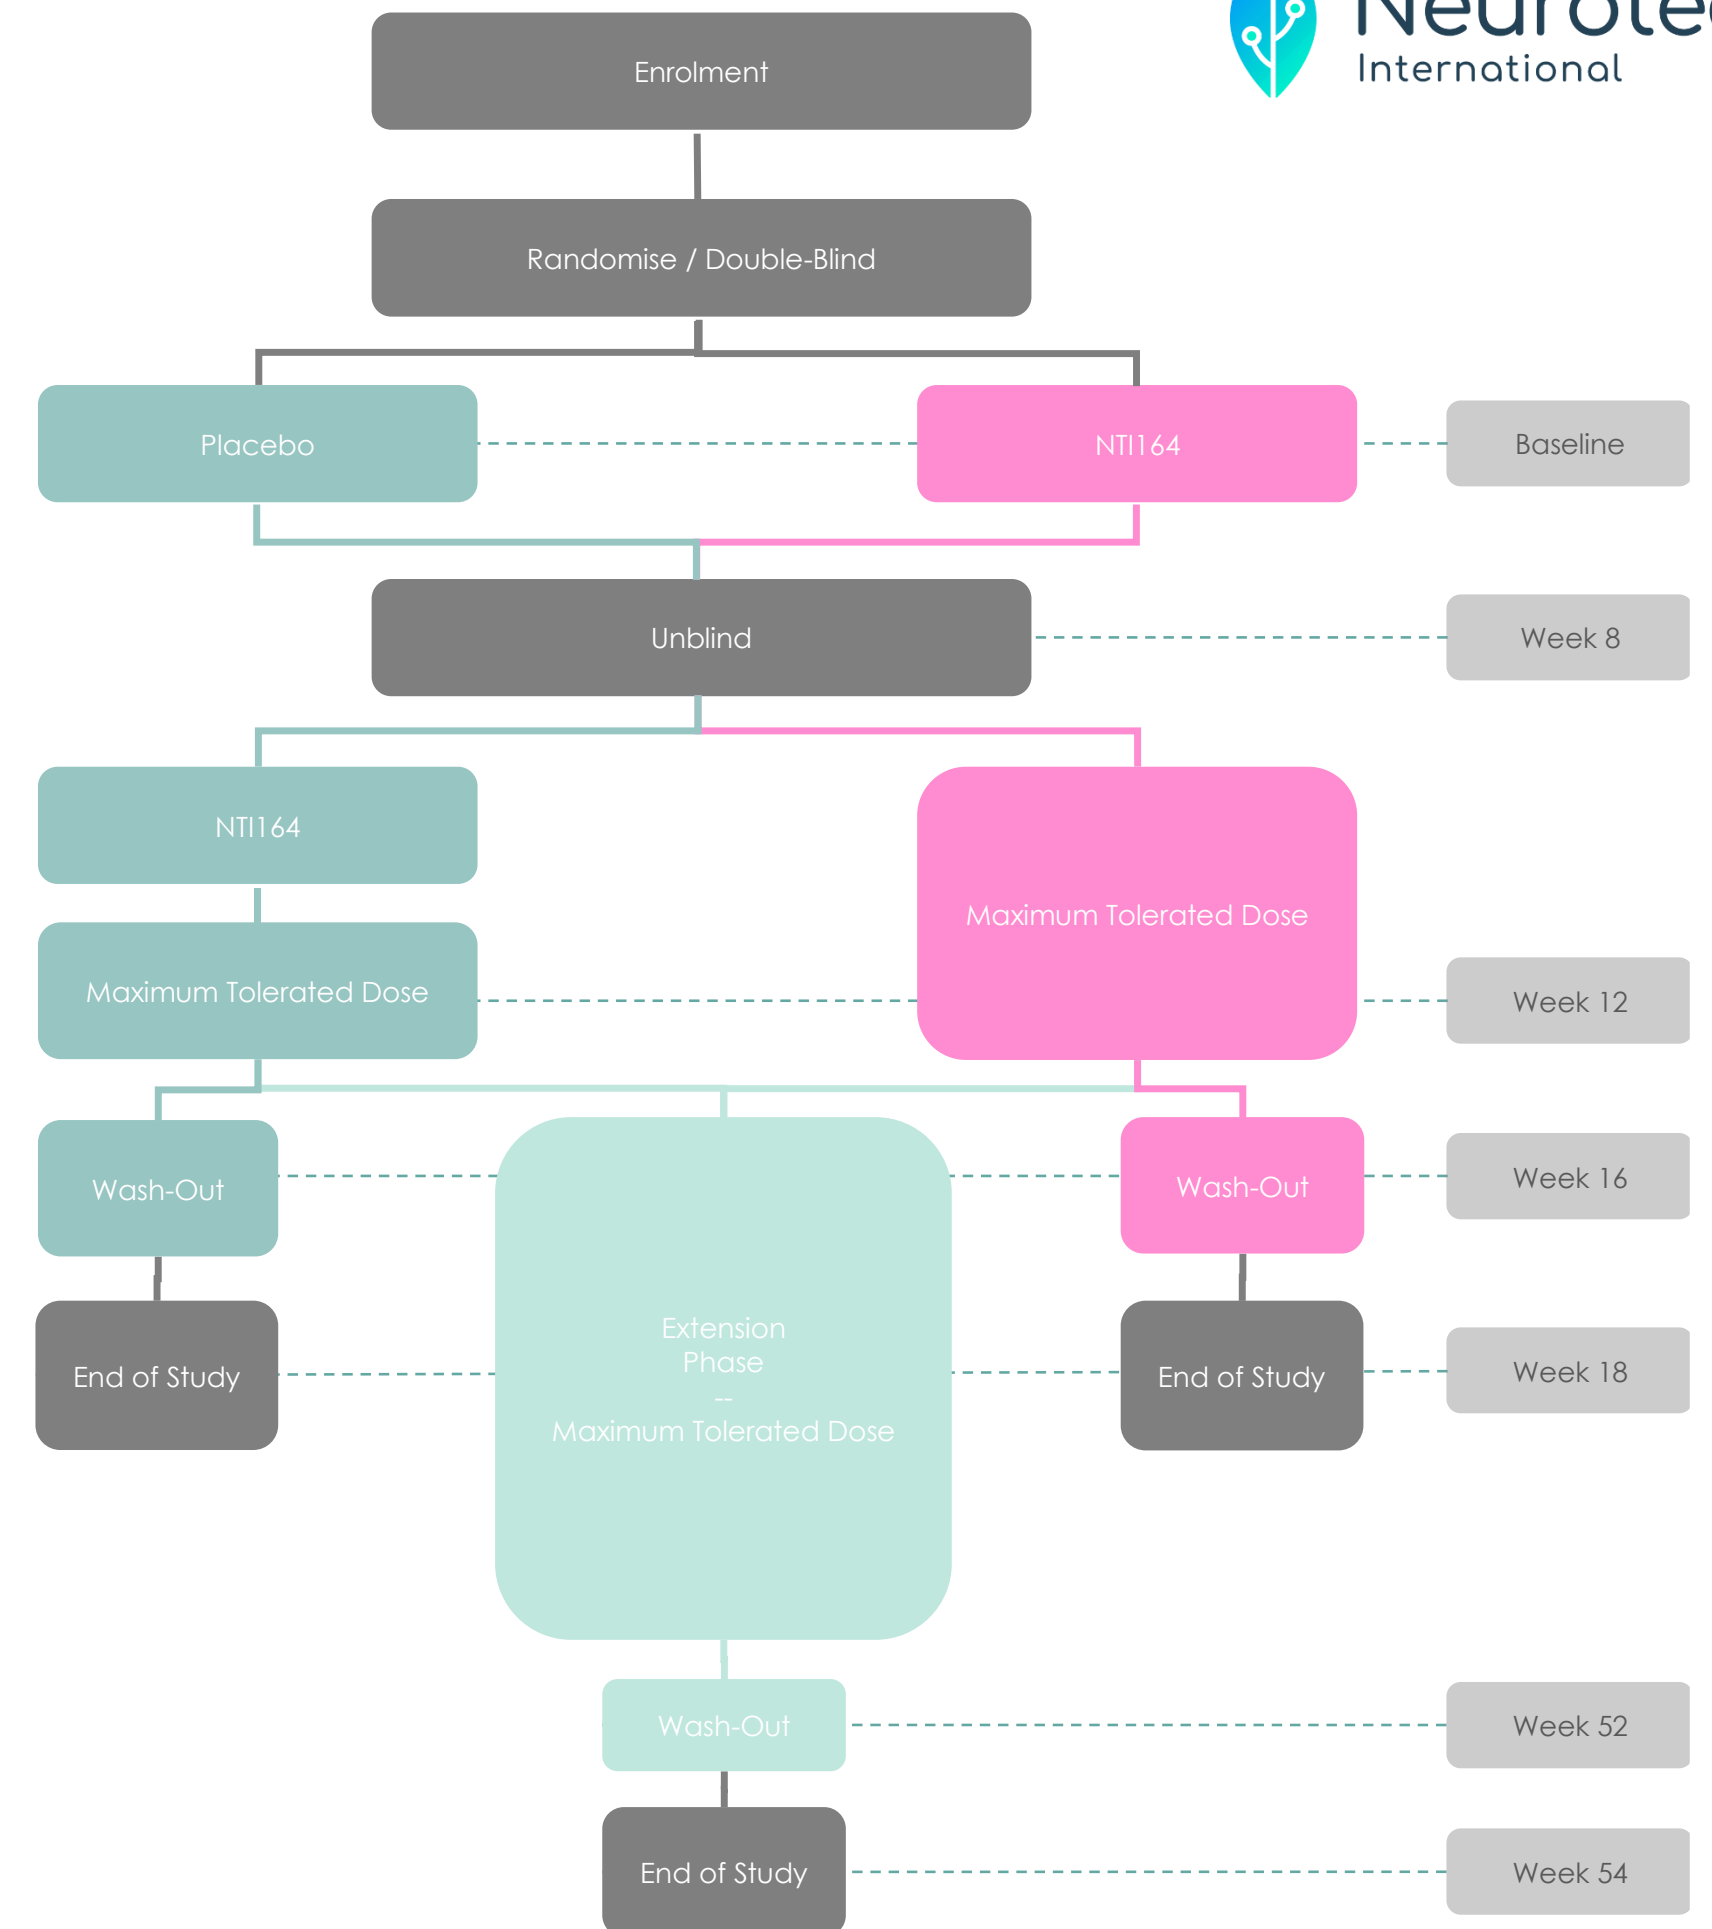 International
Enrolment
Randomise / Double-Blind
Placebo
NTI164
Baseline
Unblind
Week 8
NTI164
Maximum Tolerated Dose
Maximum Tolerated Dose
Week 12
Wash-Out
Wash-Out
Week 16
Extension
Phase
--
Maximum Tolerated Dose
End of Study
End of Study
Week 18
Wash-Out
Week 52
End of Study
Week 54